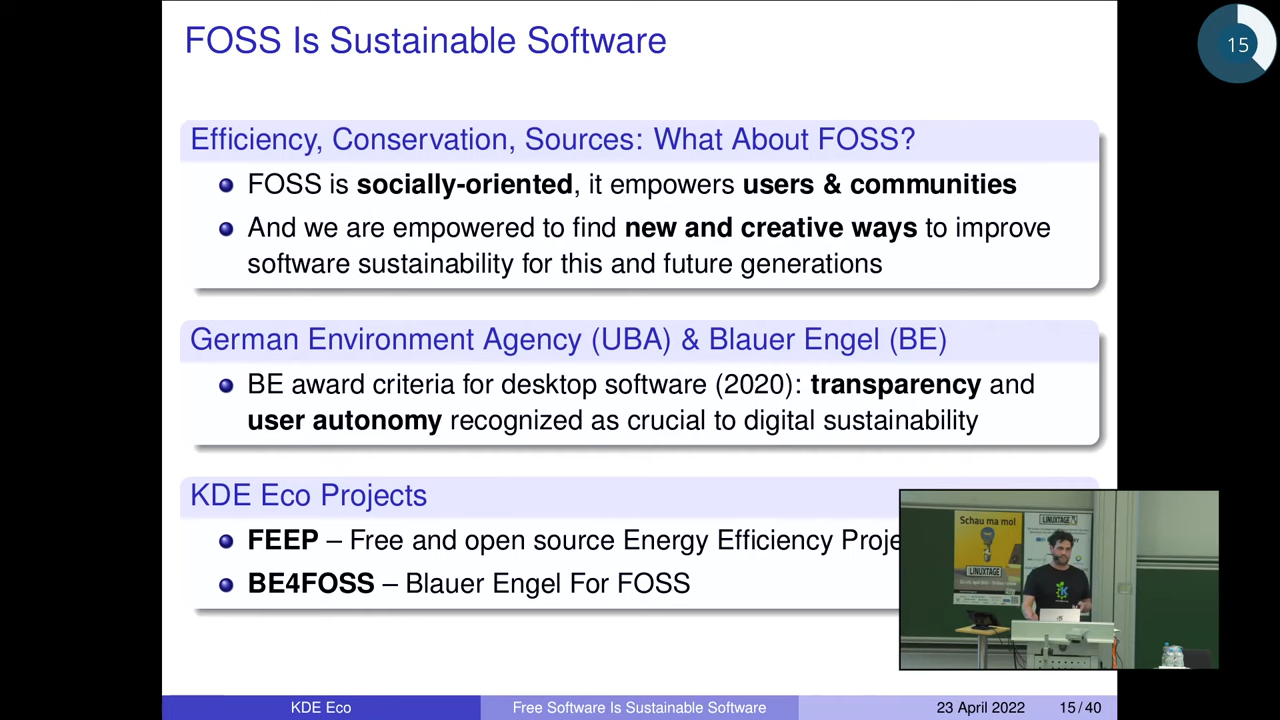 FOSS Is Sustainable Software
15
Efficiency, Conservation, Sources: What About FOSS?
FOSS is socially-oriented, it empowers users & communities
And we are empowered to find new and creative ways to improve
software sustainability for this and future generations
German Environment Agency (UBA) & Blauer Engel (BE)
BE award criteria for desktop software (2020): transparency and
user autonomy recognized as crucial to digital sustainability
KDE Eco Projects
FEEP – Free and open source Energy Efficiency Proje
BE4FOSS – Blauer Engel For FOSS
Schau ma mol
LINUXTAGE
LINUXTAGE
KDE Eco
Free Software Is Sustainable Software
23 April 2022
15 / 40